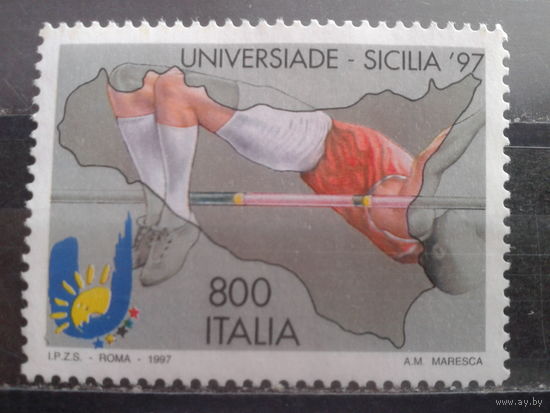 UNIVERSIADE - SICILIA '97
800
ITALIA
I.P.Z.S. - ROMA - 1997
A.M. MARESCA
www.ay.by